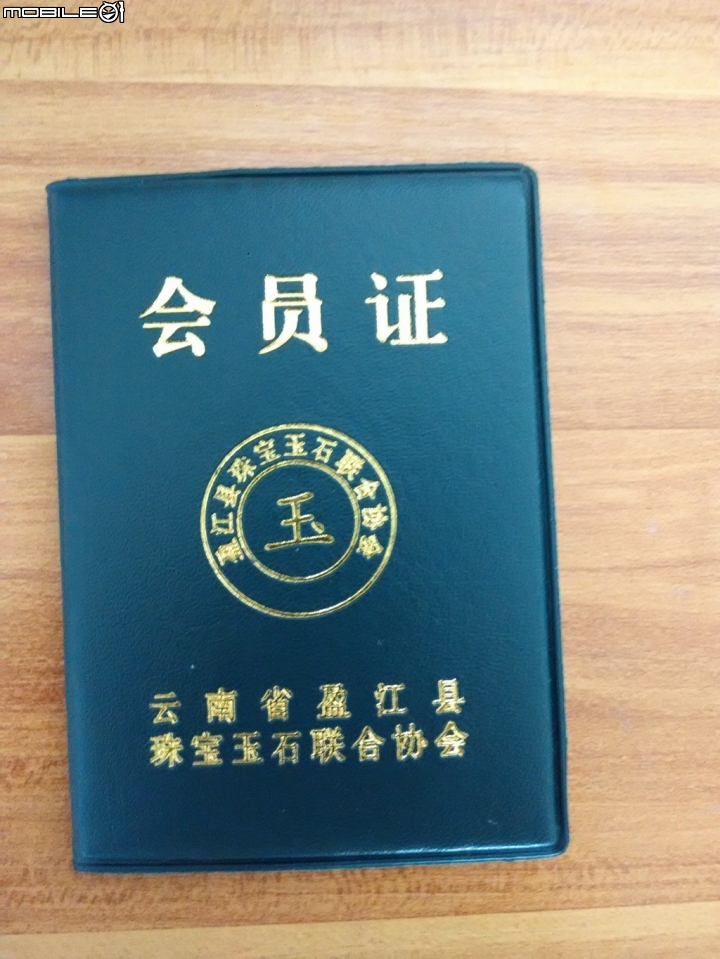 mobile01
会员证
盈江县珠宝玉石联合协会
玉
云南省盈江县
珠宝玉石联合协会